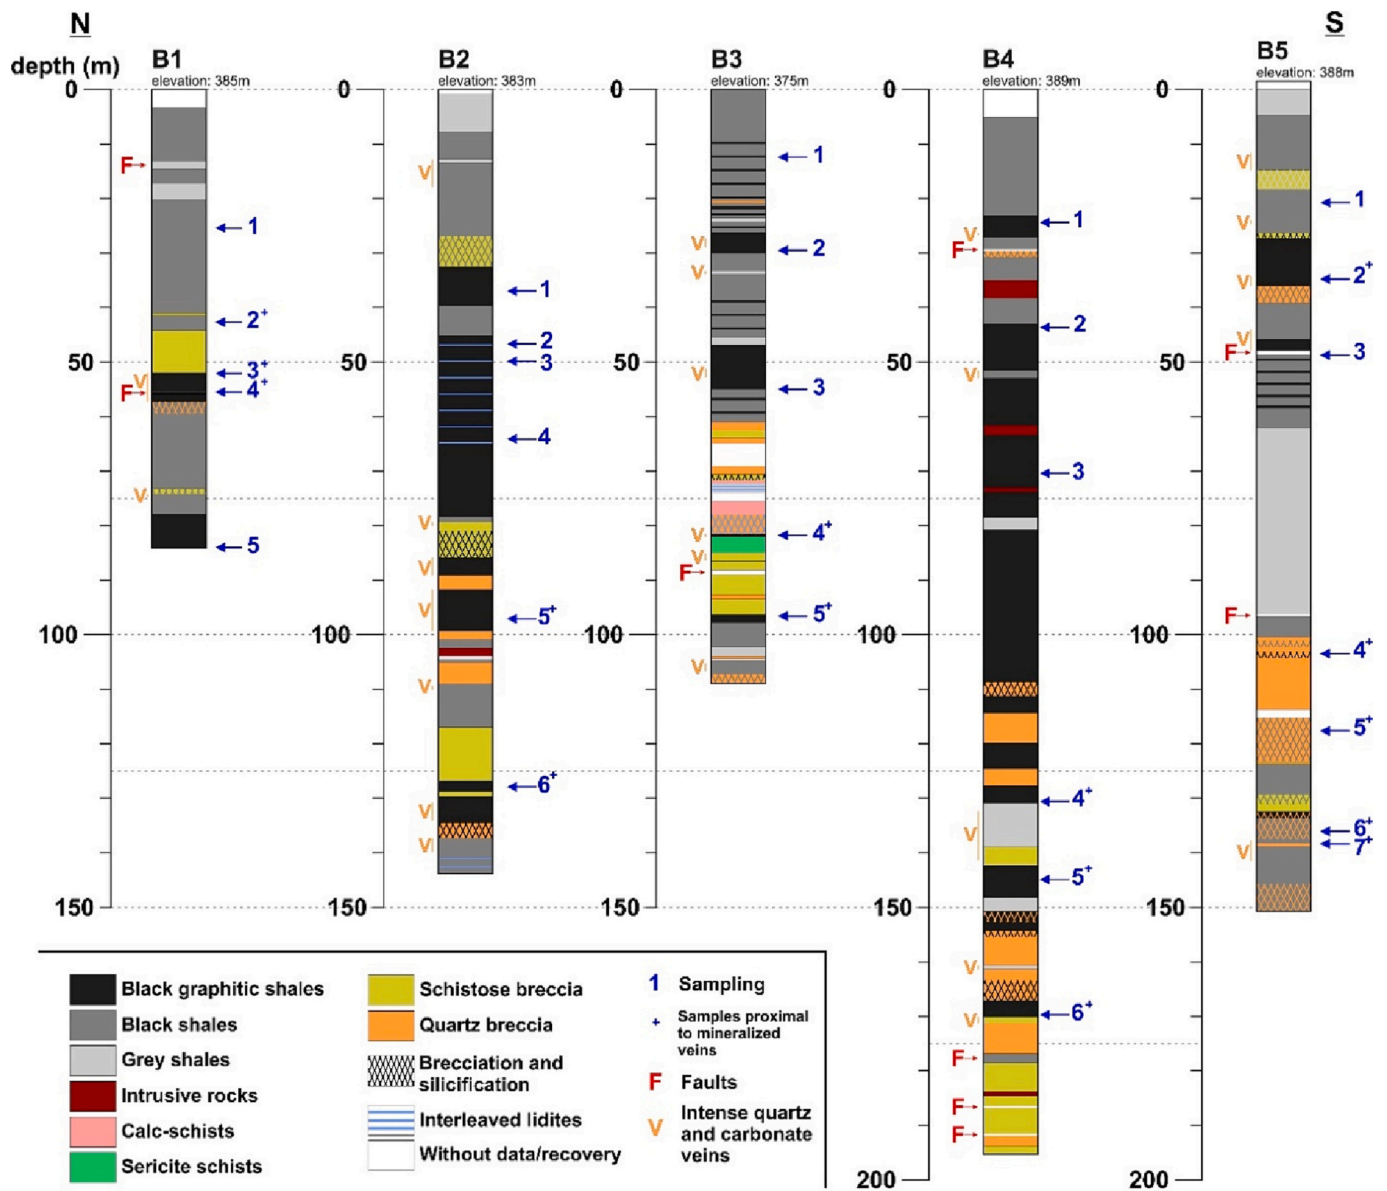 N
S
depth (m)
B1
elevation: 385m
B2
elevation: 383m
B3
elevation: 375m
B4
elevation: 389m
B5
elevation: 388m
0
50
100
150
F
1
2+
3+
4+
V
F
V
5
0
50
100
150
V
1
2
3
4
V
V
V
5+
V
6+
V
V
0
50
100
150
1
V
2
V
V
3
V
4+
V
F
5+
V
0
50
100
150
200
1
V
F
2
V
3
4+
V
5+
V
6+
V
F
F
F
0
50
100
150
200
V
1
V
2+
V
V
F
3
F
4+
5+
6+
7+
V
Black graphitic shales
Black shales
Grey shales
Intrusive rocks
Calc-schists
Sericite schists
Schistose breccia
Quartz breccia
Brecciation and
silicification
Interleaved lidites
Without data/recovery
1 Sampling
+ Samples proximal
to mineralized
veins
F Faults
V Intense quartz
and carbonate
veins